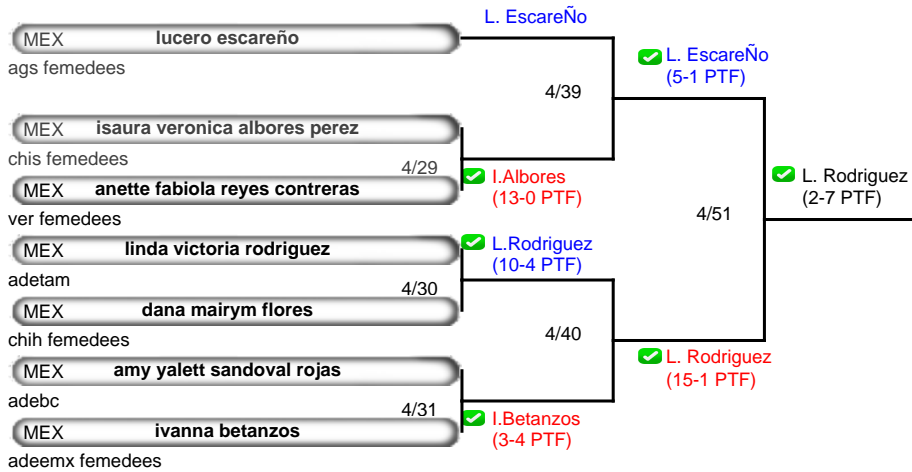 L. EscareÑo
MEX lucero escareño
ags femedees
L. EscareÑo
(5-1 PTF)
4/39
MEX isaura veronica albores perez
chis femedees
4/29
I.Albores
(13-0 PTF)
MEX anette fabiola reyes contreras
ver femedees
L. Rodriguez
(2-7 PTF)
4/51
MEX linda victoria rodriguez
adetam
L.Rodriguez
(10-4 PTF)
4/30
MEX dana mairym flores
chih femedees
4/40
L. Rodriguez
(15-1 PTF)
MEX amy yalett sandoval rojas
adebc
4/31
I.Betanzos
(3-4 PTF)
MEX ivanna betanzos
adeemx femedees